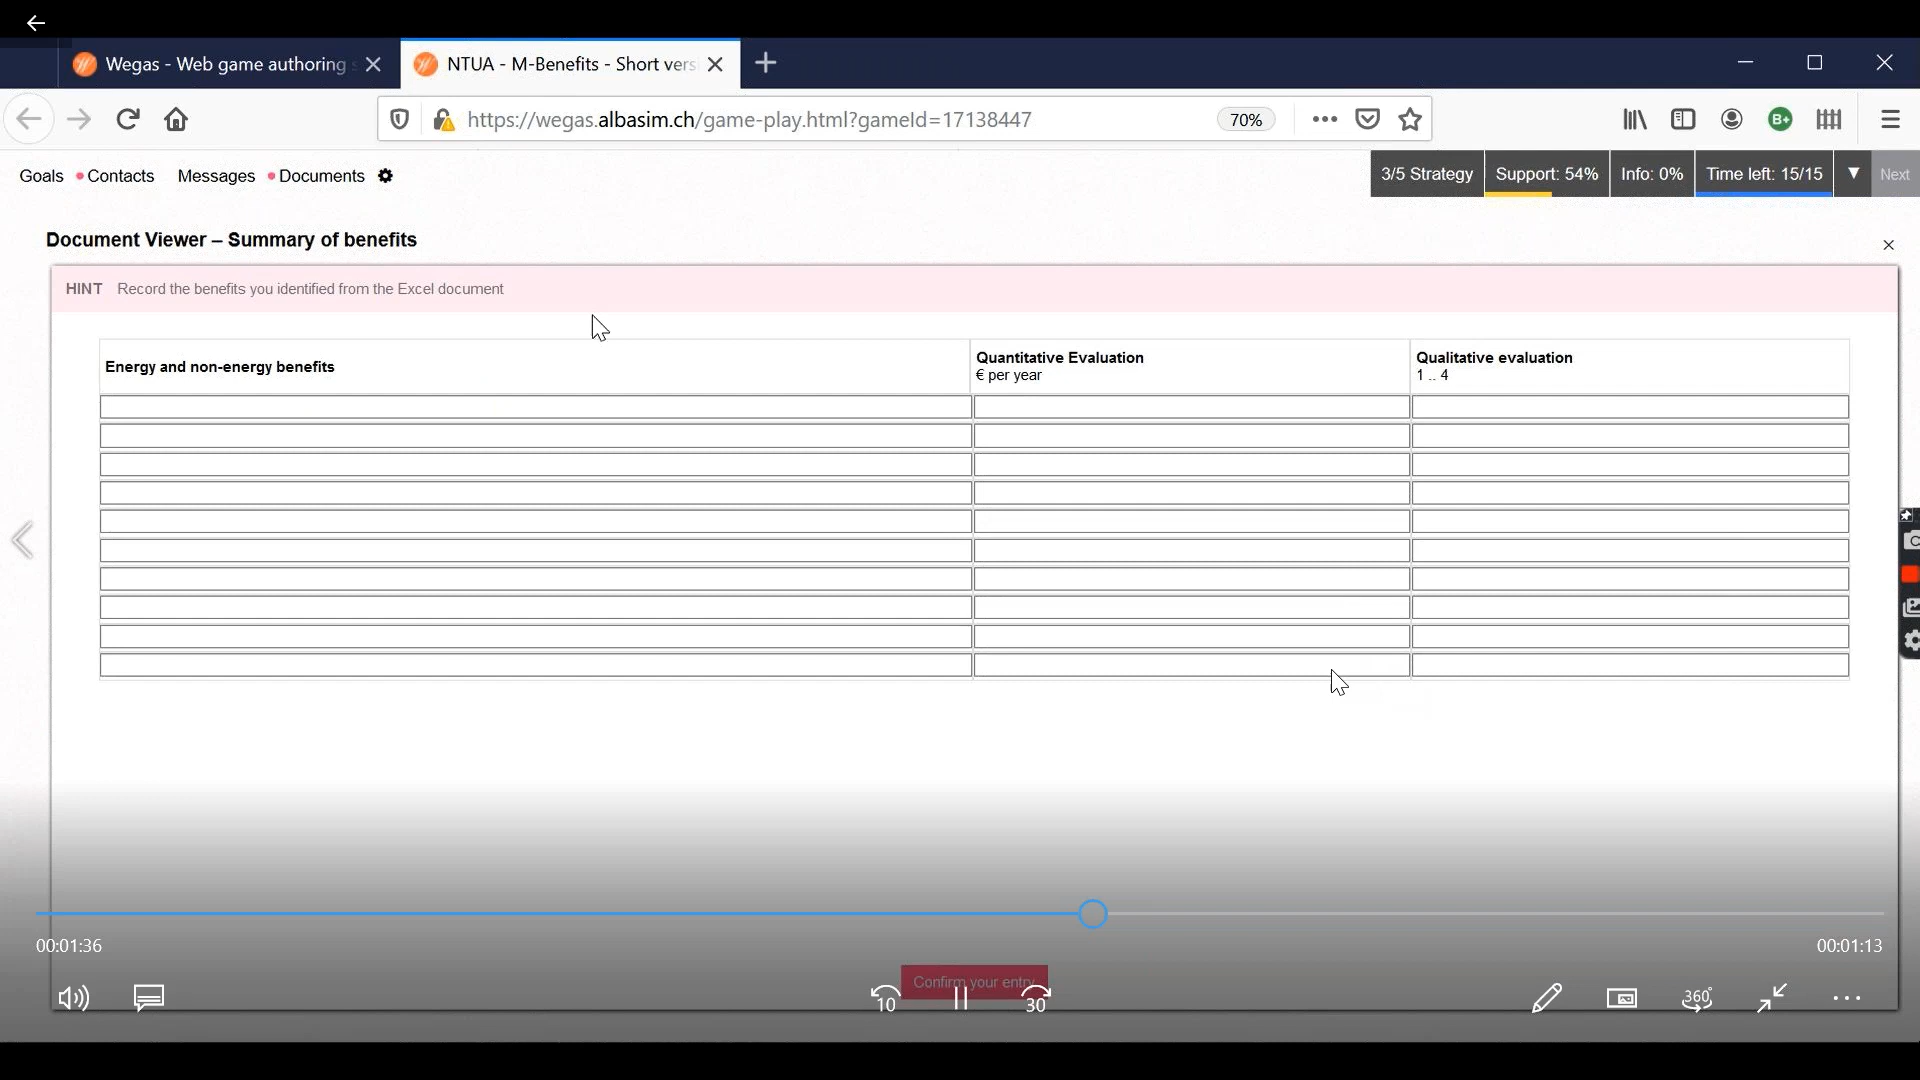 Wegas - Web game authoring s
NTUA - M-Benefits - Short vers
https://wegas.albasim.ch/game-play.html?gameId=17138447
70%
B+
Goals Contacts Messages Documents
3/5 Strategy Support: 54% Info: 0% Time left: 15/15 Next
Document Viewer – Summary of benefits
HINT Record the benefits you identified from the Excel document
Energy and non-energy benefits
Quantitative Evaluation
€ per year
Qualitative evaluation
1 .. 4
00:01:36
00:01:13
Confirm your entry
10
30
360°